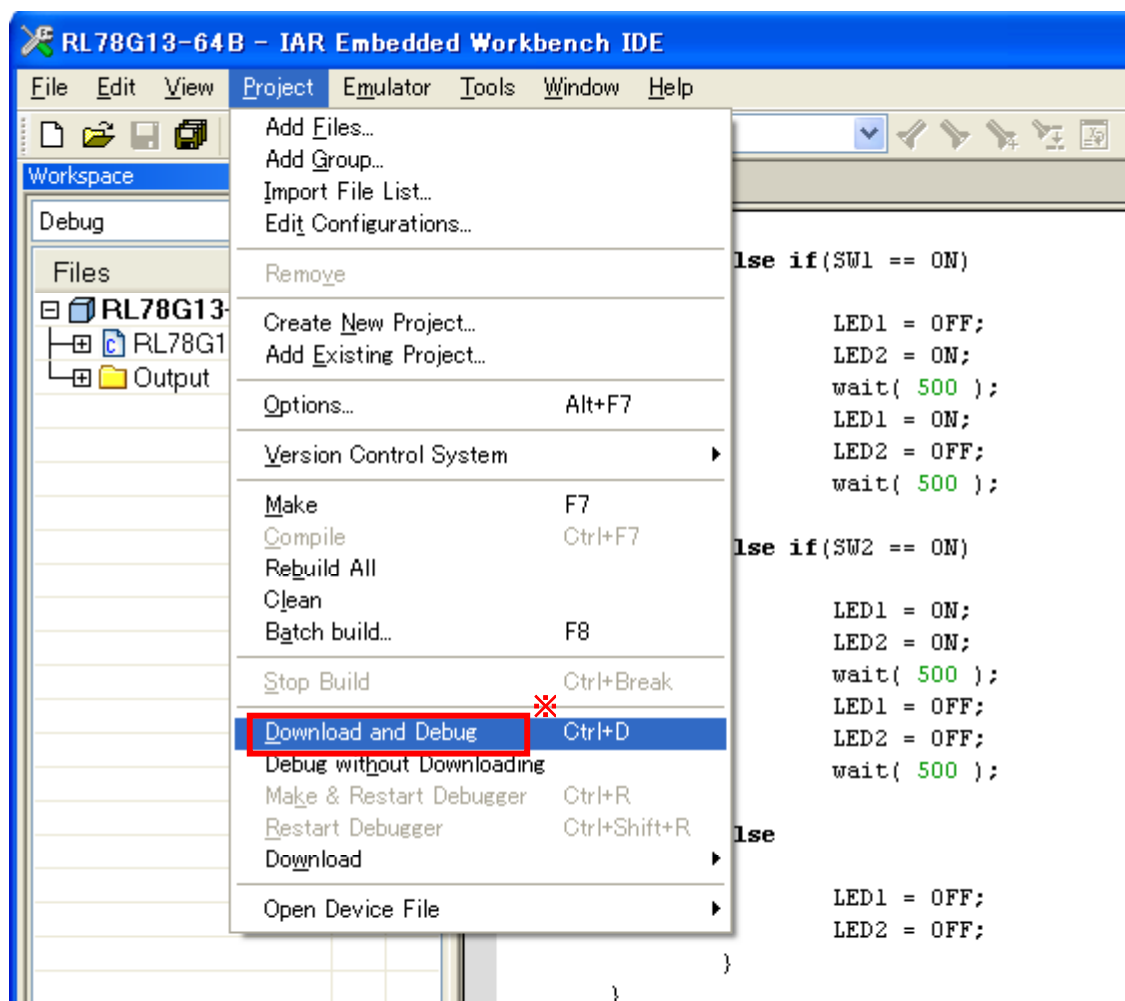 RL78G13-64B - IAR Embedded Workbench IDE
File Edit View Project Emulator Tools Window Help
Workspace
Debug
Files
RL78G13-
RL78G1
Output
Add Files...
Add Group...
Import File List...
Edit Configurations...
Remove
Create New Project...
Add Existing Project...
Options... Alt+F7
Version Control System
Make F7
Compile Ctrl+F7
Rebuild All
Clean
Batch build... F8
Stop Build Ctrl+Break
※
Download and Debug Ctrl+D
Debug without Downloading
Make & Restart Debugger Ctrl+R
Restart Debugger Ctrl+Shift+R
Download
Open Device File
lse if(SW1 == ON)
LED1 = OFF;
LED2 = ON;
wait( 500 );
LED1 = ON;
LED2 = OFF;
wait( 500 );
lse if(SW2 == ON)
LED1 = ON;
LED2 = ON;
wait( 500 );
LED1 = OFF;
LED2 = OFF;
wait( 500 );
lse
LED1 = OFF;
LED2 = OFF;
}
}